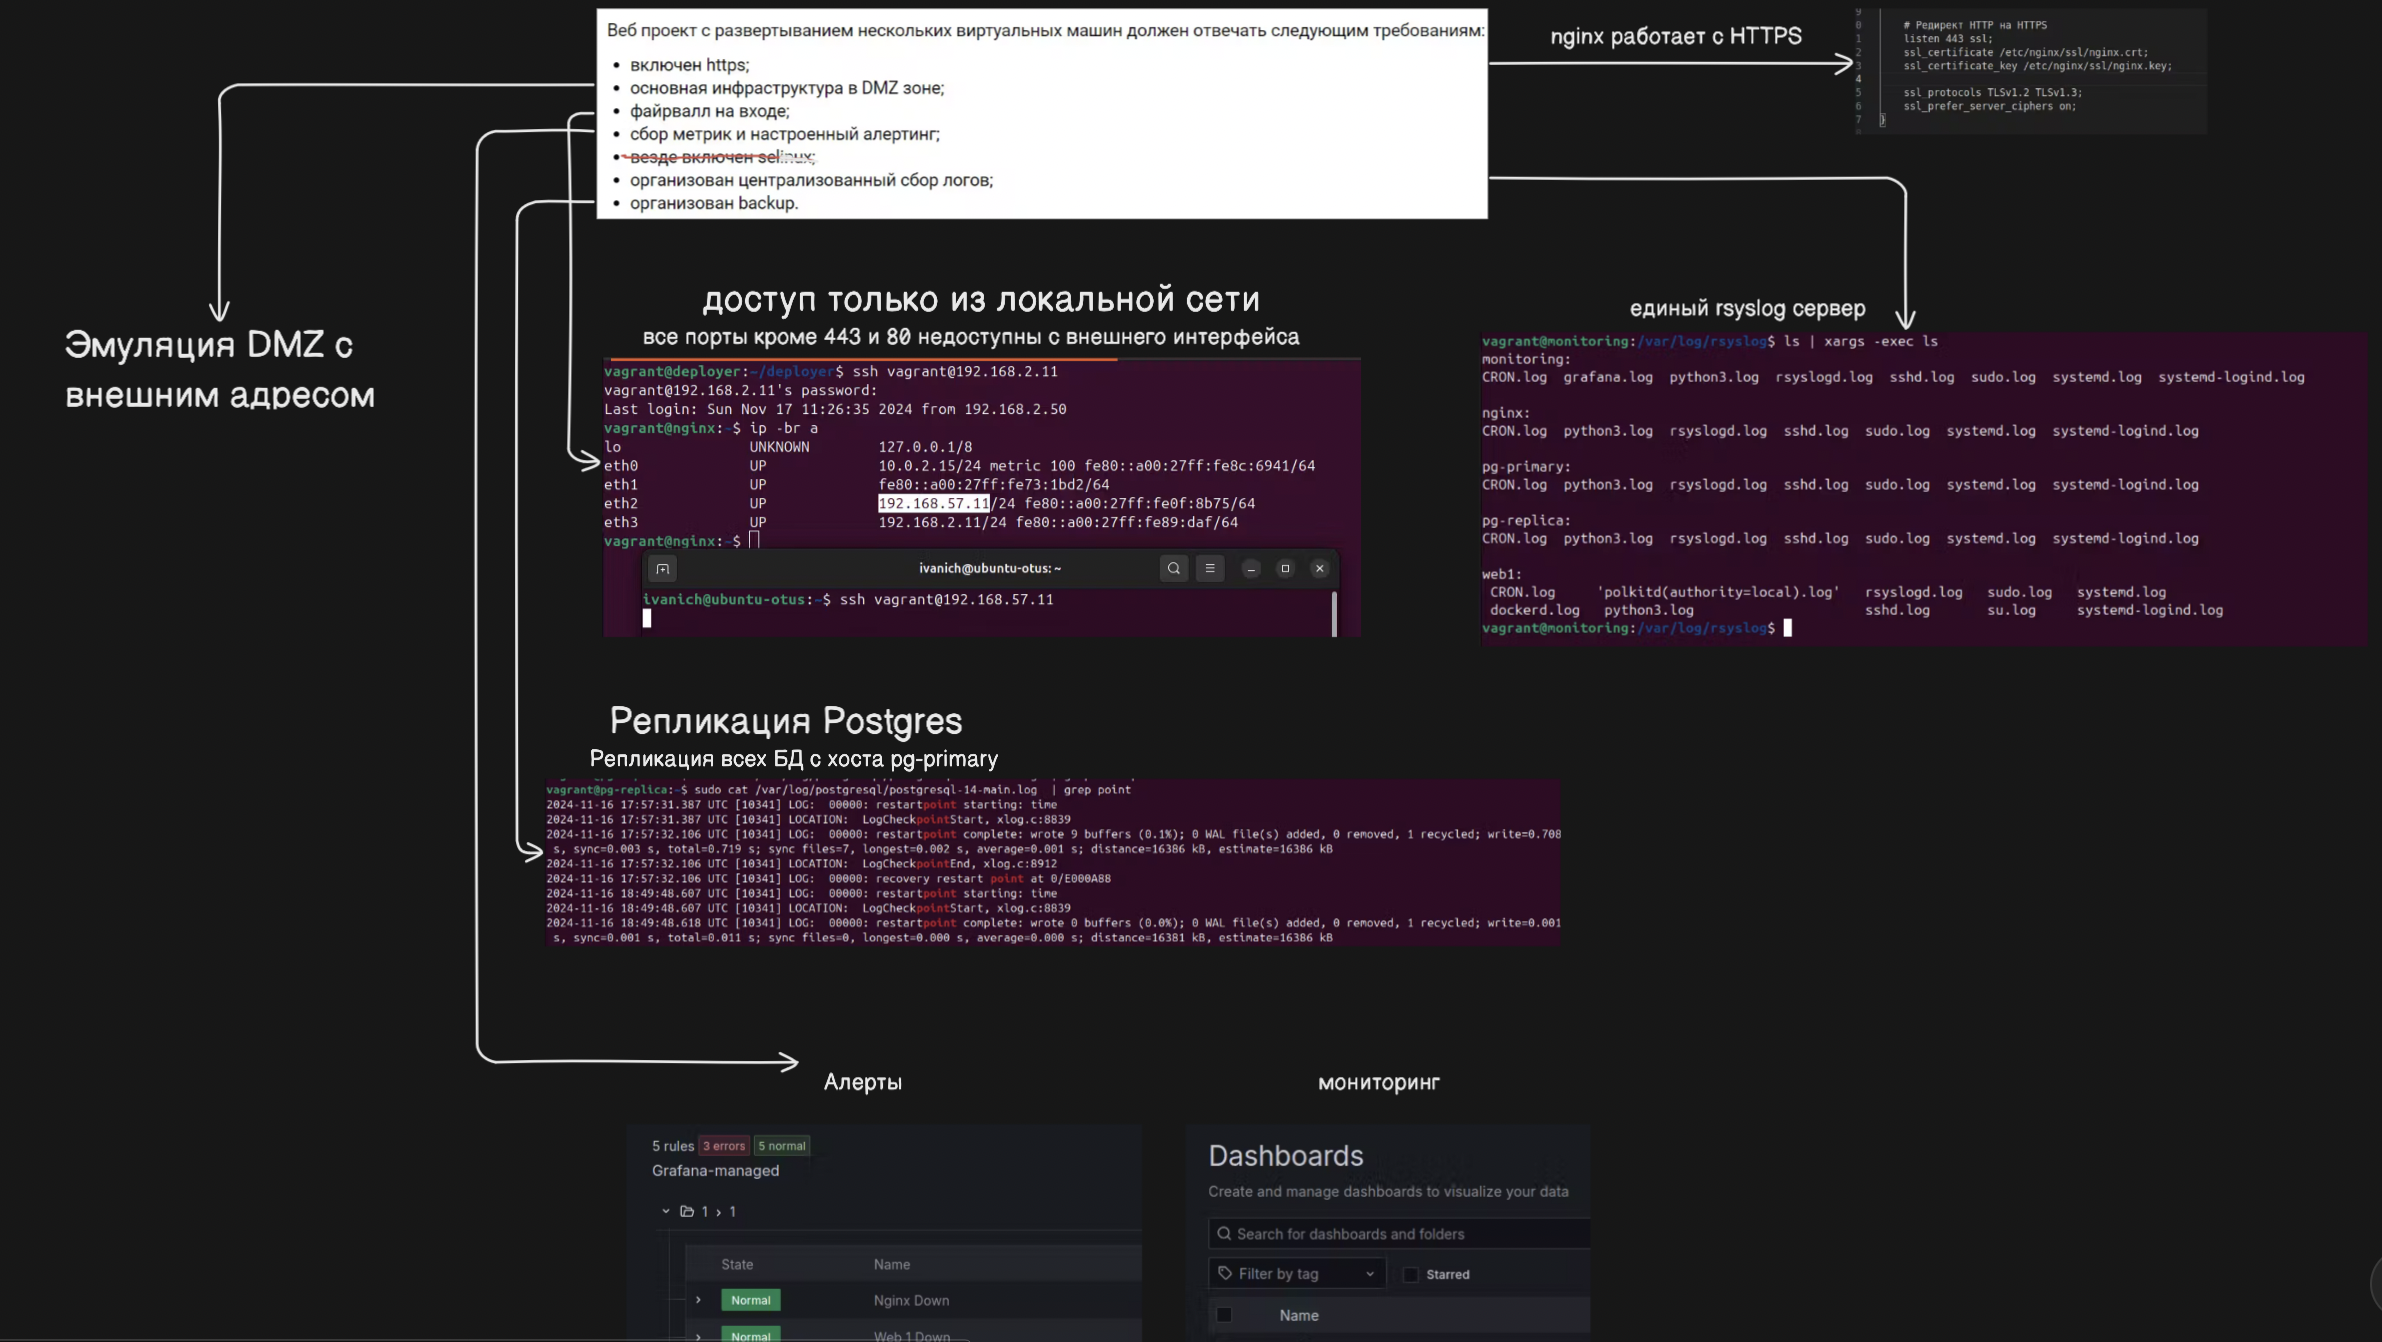 Веб проект с развертыванием нескольких виртуальных машин должен отвечать следующим требованиям:
• включен https;
• основная инфраструктура в DMZ зоне;
• файрвалл на входе;
• сбор метрик и настроенный алертинг;
• везде включен selinux;
• организован централизованный сбор логов;
• организован backup.
nginx работает с HTTPS
# Редирект HTTP на HTTPS
listen 443 ssl;
ssl_certificate /etc/nginx/ssl/nginx.crt;
ssl_certificate_key /etc/nginx/ssl/nginx.key;
ssl_protocols TLSv1.2 TLSv1.3;
ssl_prefer_server_ciphers on;
}
Эмуляция DMZ с
внешним адресом
доступ только из локальной сети
все порты кроме 443 и 80 недоступны с внешнего интерфейса
vagrant@deployer:~/deployer$ ssh vagrant@192.168.2.11
vagrant@192.168.2.11's password:
Last login: Sun Nov 17 11:26:35 2024 from 192.168.2.50
vagrant@nginx:~$ ip -br a
lo UNKNOWN 127.0.0.1/8
eth0 UP 10.0.2.15/24 metric 100 fe80::a00:27ff:fe8c:6941/64
eth1 UP fe80::a00:27ff:fe73:1bd2/64
eth2 UP 192.168.57.11/24 fe80::a00:27ff:fe0f:8b75/64
eth3 UP 192.168.2.11/24 fe80::a00:27ff:fe89:daf/64
vagrant@nginx:~$
ivanich@ubuntu-otus: ~
ivanich@ubuntu-otus:~$ ssh vagrant@192.168.57.11
единый rsyslog сервер
vagrant@monitoring:/var/log/rsyslog$ ls | xargs -exec ls
monitoring:
CRON.log grafana.log python3.log rsyslogd.log sshd.log sudo.log systemd.log systemd-logind.log
nginx:
CRON.log python3.log rsyslogd.log sshd.log sudo.log systemd.log systemd-logind.log
pg-primary:
CRON.log python3.log rsyslogd.log sshd.log sudo.log systemd.log systemd-logind.log
pg-replica:
CRON.log python3.log rsyslogd.log sshd.log sudo.log systemd.log systemd-logind.log
web1:
CRON.log 'polkitd(authority=local).log' rsyslogd.log sudo.log systemd.log
dockerd.log python3.log sshd.log su.log systemd-logind.log
vagrant@monitoring:/var/log/rsyslog$
Репликация Postgres
Репликация всех БД с хоста pg-primary
vagrant@pg-replica:~$ sudo cat /var/log/postgresql/postgresql-14-main.log | grep point
2024-11-16 17:57:31.387 UTC [10341] LOG: 00000: restartpoint starting: time
2024-11-16 17:57:31.387 UTC [10341] LOCATION: LogCheckpointStart, xlog.c:8839
2024-11-16 17:57:32.106 UTC [10341] LOG: 00000: restartpoint complete: wrote 9 buffers (0.1%); 0 WAL file(s) added, 0 removed, 1 recycled; write=0.708
s, sync=0.003 s, total=0.719 s; sync files=7, longest=0.002 s, average=0.001 s; distance=16386 kB, estimate=16386 kB
2024-11-16 17:57:32.106 UTC [10341] LOCATION: LogCheckpointEnd, xlog.c:8912
2024-11-16 17:57:32.106 UTC [10341] LOG: 00000: recovery restart point at 0/E000A88
2024-11-16 18:49:48.607 UTC [10341] LOG: 00000: restartpoint starting: time
2024-11-16 18:49:48.607 UTC [10341] LOCATION: LogCheckpointStart, xlog.c:8839
2024-11-16 18:49:48.618 UTC [10341] LOG: 00000: restartpoint complete: wrote 0 buffers (0.0%); 0 WAL file(s) added, 0 removed, 1 recycled; write=0.001
s, sync=0.001 s, total=0.011 s; sync files=0, longest=0.000 s, average=0.000 s; distance=16381 kB, estimate=16386 kB
Алерты
5 rules 3 errors 5 normal
Grafana-managed
1 › 1
State Name
Normal Nginx Down
Normal Web 1 Down
мониторинг
Dashboards
Create and manage dashboards to visualize your data
Search for dashboards and folders
Filter by tag Starred
Name